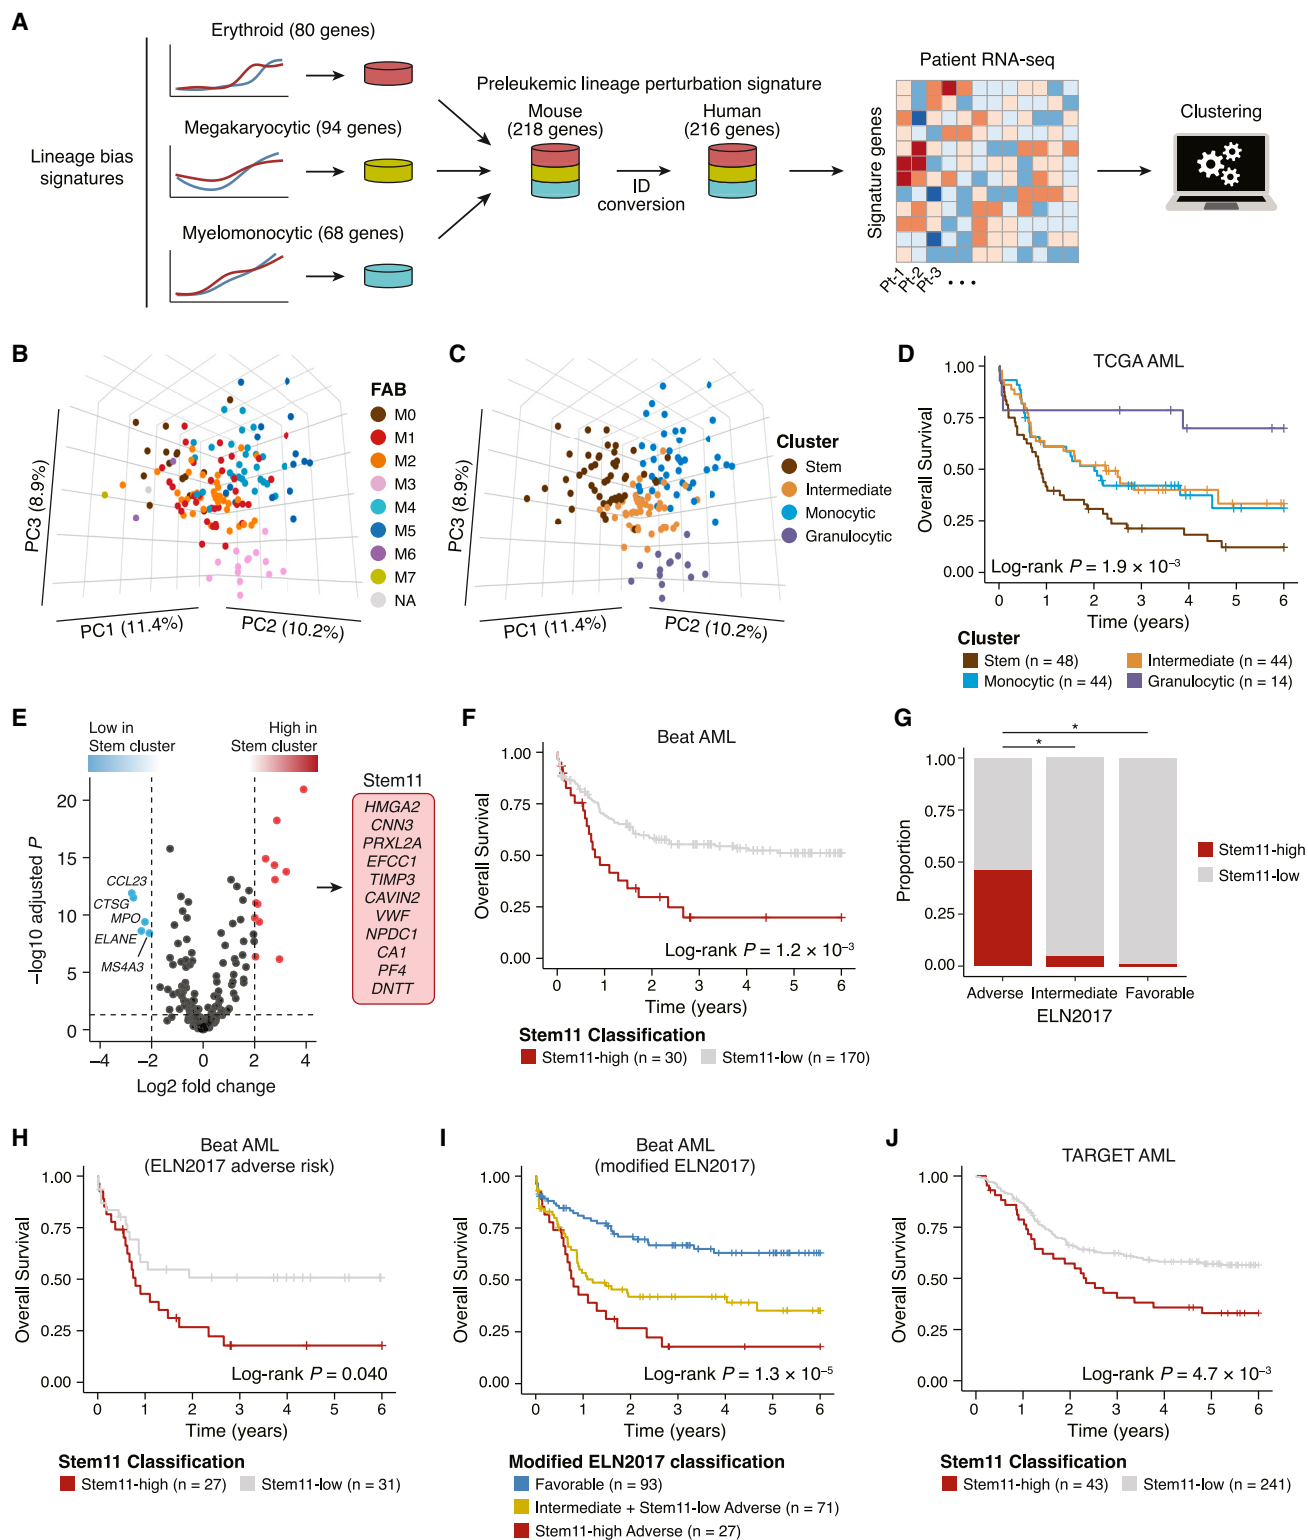 A
Erythroid (80 genes)
Megakaryocytic (94 genes)
Myelomonocytic (68 genes)
Lineage bias
signatures
Preleukemic lineage perturbation signature
Mouse
(218 genes)
Human
(216 genes)
ID
conversion
Patient RNA-seq
Signature genes
Pt-1
Pt-2
Pt-3
• • •
Clustering
B
PC3 (8.9%)
PC1 (11.4%)
PC2 (10.2%)
FAB
M0
M1
M2
M3
M4
M5
M6
M7
NA
C
PC3 (8.9%)
PC1 (11.4%)
PC2 (10.2%)
Cluster
Stem
Intermediate
Monocytic
Granulocytic
D
TCGA AML
Overall Survival
1.00
0.75
0.50
0.25
0.00
Log-rank P = 1.9 × 10⁻³
0 1 2 3 4 5 6
Time (years)
Cluster
Stem (n = 48)
Intermediate (n = 44)
Monocytic (n = 44)
Granulocytic (n = 14)
E
Low in
Stem cluster
High in
Stem cluster
−log10 adjusted P
20
15
10
5
0
CCL23
CTSG
MPO
ELANE
MS4A3
−4 −2 0 2 4
Log2 fold change
Stem11
HMGA2
CNN3
PRXL2A
EFCC1
TIMP3
CAVIN2
VWF
NPDC1
CA1
PF4
DNTT
F
Beat AML
Overall Survival
1.00
0.75
0.50
0.25
0.00
Log-rank P = 1.2 × 10⁻³
0 1 2 3 4 5 6
Time (years)
Stem11 Classification
Stem11-high (n = 30)
Stem11-low (n = 170)
G
*
*
Proportion
1.00
0.75
0.50
0.25
0.00
Adverse Intermediate Favorable
ELN2017
Stem11-high
Stem11-low
H
Beat AML
(ELN2017 adverse risk)
Overall Survival
1.00
0.75
0.50
0.25
0.00
Log-rank P = 0.040
0 1 2 3 4 5 6
Time (years)
Stem11 Classification
Stem11-high (n = 27)
Stem11-low (n = 31)
I
Beat AML
(modified ELN2017)
Overall Survival
1.00
0.75
0.50
0.25
0.00
Log-rank P = 1.3 × 10⁻⁵
0 1 2 3 4 5 6
Time (years)
Modified ELN2017 classification
Favorable (n = 93)
Intermediate + Stem11-low Adverse (n = 71)
Stem11-high Adverse (n = 27)
J
TARGET AML
Overall Survival
1.00
0.75
0.50
0.25
0.00
Log-rank P = 4.7 × 10⁻³
0 1 2 3 4 5 6
Time (years)
Stem11 Classification
Stem11-high (n = 43)
Stem11-low (n = 241)